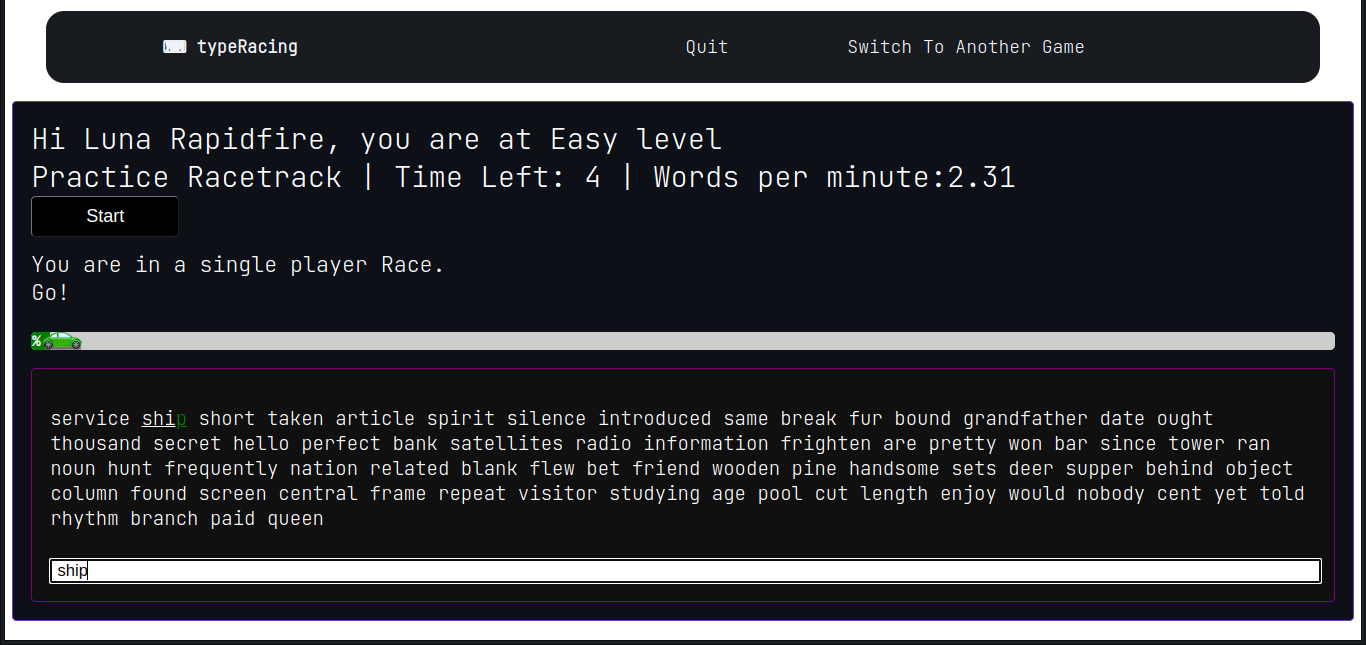 typeRacing
Quit
Switch To Another Game
Hi Luna Rapidfire, you are at Easy level
Practice Racetrack | Time Left: 4 | Words per minute:2.31
Start
You are in a single player Race.
Go!
%
service ship short taken article spirit silence introduced same break fur bound grandfather date ought
thousand secret hello perfect bank satellites radio information frighten are pretty won bar since tower ran
noun hunt frequently nation related blank flew bet friend wooden pine handsome sets deer supper behind object
column found screen central frame repeat visitor studying age pool cut length enjoy would nobody cent yet told
rhythm branch paid queen
ship